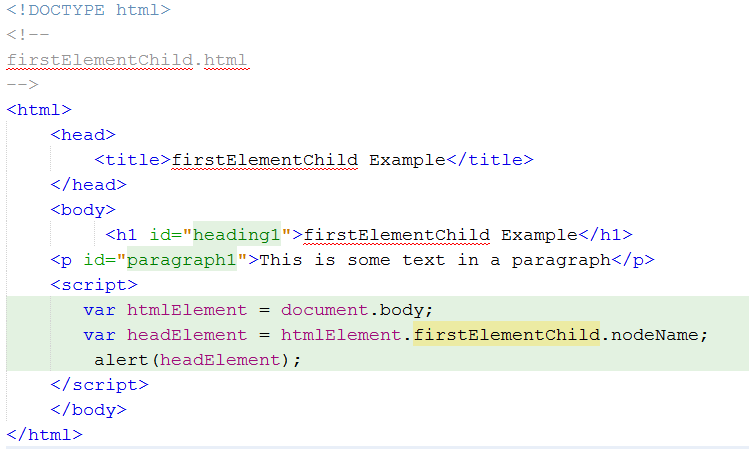 <!DOCTYPE html>
<!--
firstElementChild.html
-->
<html>
    <head>
        <title>firstElementChild Example</title>
    </head>
    <body>
         <h1 id="heading1">firstElementChild Example</h1>
    <p id="paragraph1">This is some text in a paragraph</p>
    <script>
       var htmlElement = document.body;
       var headElement = htmlElement.firstElementChild.nodeName;
        alert(headElement);
    </script>
    </body>
</html>